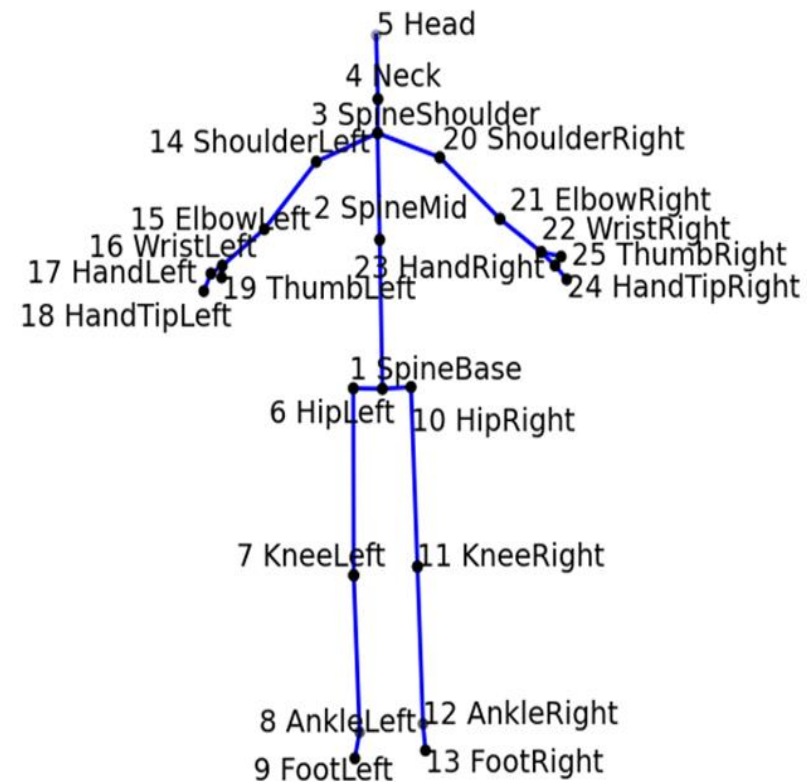 5 Head
4 Neck
3 SpineShoulder
14 ShoulderLeft
20 ShoulderRight
21 ElbowRight
2 SpineMid
15 ElbowLeft
22 WristRight
16 WristLeft
25 ThumbRight
23 HandRight
17 HandLeft
19 ThumbLeft
24 HandTipRight
18 HandTipLeft
1 SpineBase
6 HipLeft
10 HipRight
7 KneeLeft
11 KneeRight
12 AnkleRight
8 AnkleLeft
13 FootRight
9 FootLeft